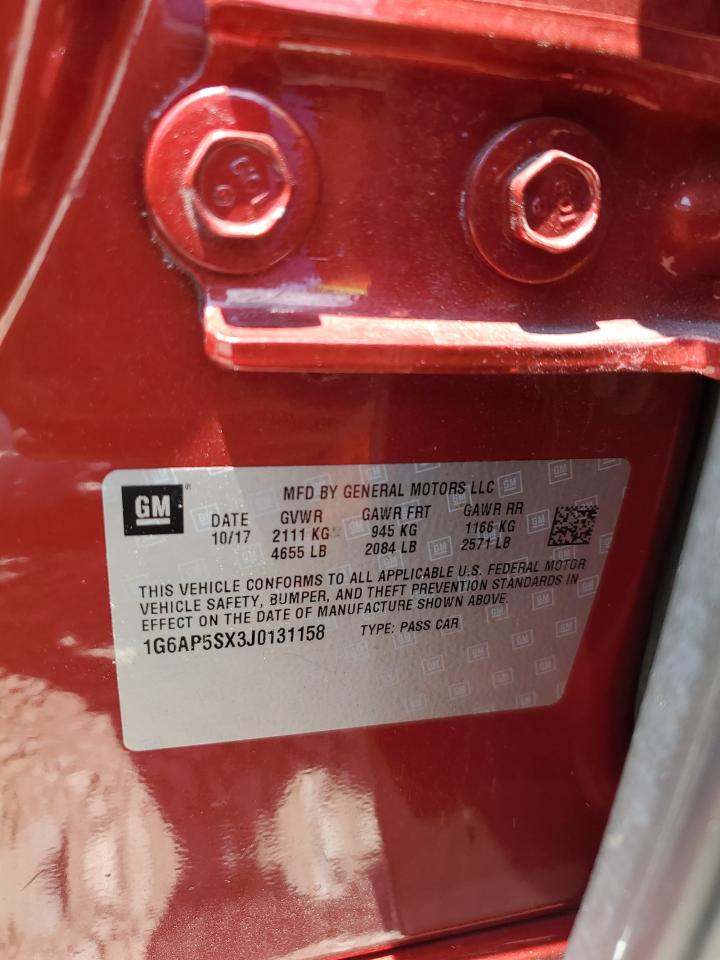 GM
MFD BY GENERAL MOTORS LLC
DATE GVWR GAWR FRT GAWR RR
10/17 2111 KG 945 KG 1166 KG
4655 LB 2084 LB 2571 LB
THIS VEHICLE CONFORMS TO ALL APPLICABLE U.S. FEDERAL MOTOR
VEHICLE SAFETY, BUMPER, AND THEFT PREVENTION STANDARDS IN
EFFECT ON THE DATE OF MANUFACTURE SHOWN ABOVE.
1G6AP5SX3J0131158 TYPE: PASS CAR